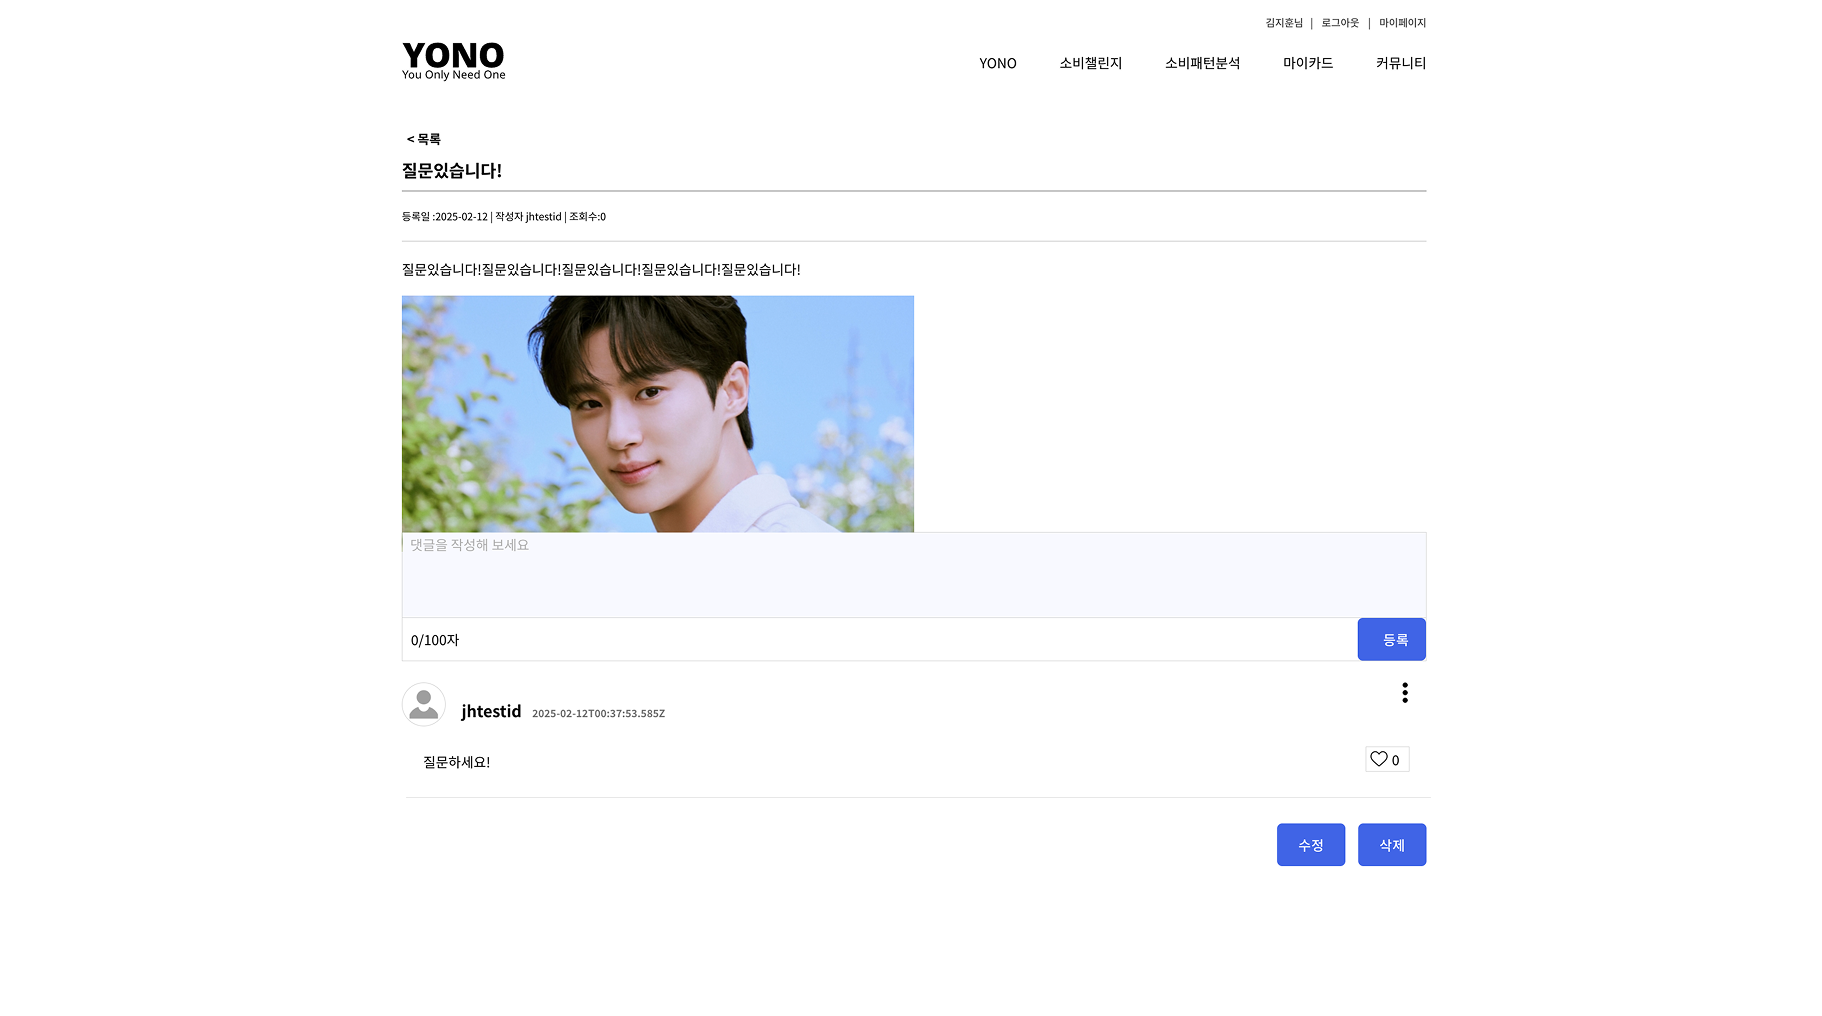 김지훈님 | 로그아웃 | 마이페이지
YONO
You Only Need One
YONO 소비챌린지 소비패턴분석 마이카드 커뮤니티
< 목록
질문있습니다!
등록일 :2025-02-12 | 작성자 jhtestid | 조회수:0
질문있습니다!질문있습니다!질문있습니다!질문있습니다!질문있습니다!
댓글을 작성해 보세요
0/100자 등록
jhtestid 2025-02-12T00:37:53.585Z
질문하세요! 0
수정 삭제